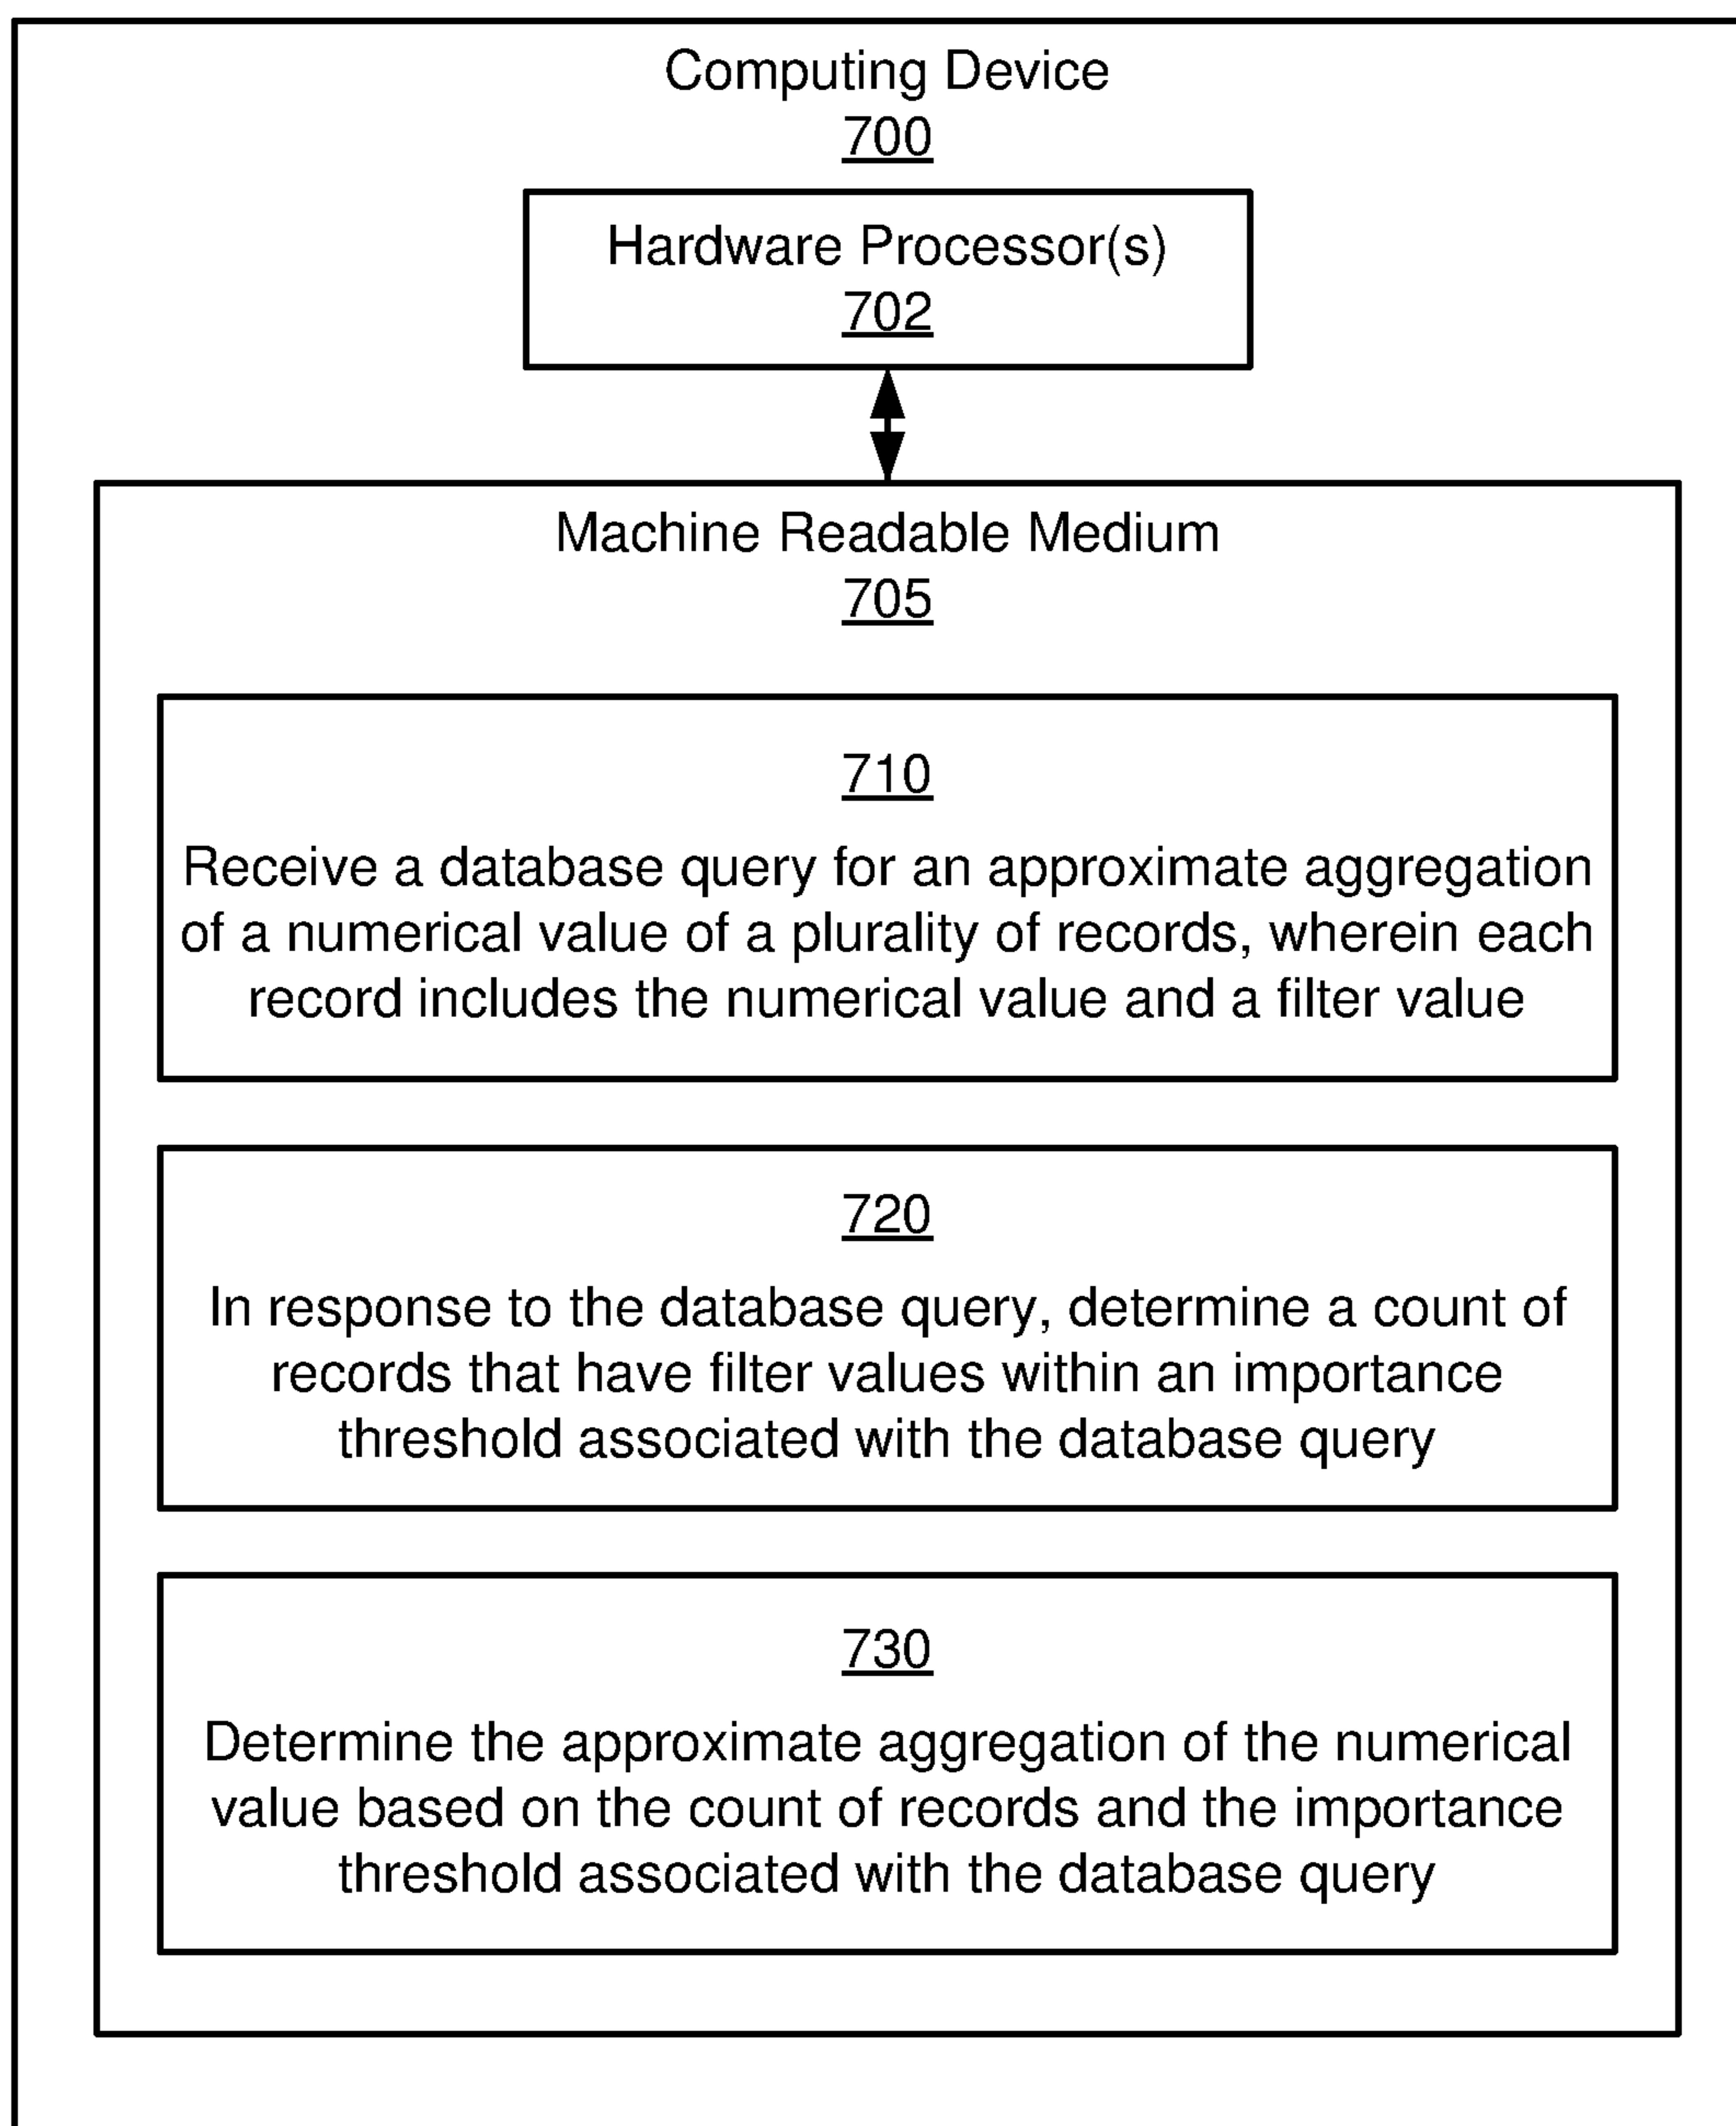 Computing Device
700
Hardware Processor(s)
702
Machine Readable Medium
705
710
Receive a database query for an approximate aggregation
of a numerical value of a plurality of records, wherein each
record includes the numerical value and a filter value
720
In response to the database query, determine a count of
records that have filter values within an importance
threshold associated with the database query
730
Determine the approximate aggregation of the numerical
value based on the count of records and the importance
threshold associated with the database query